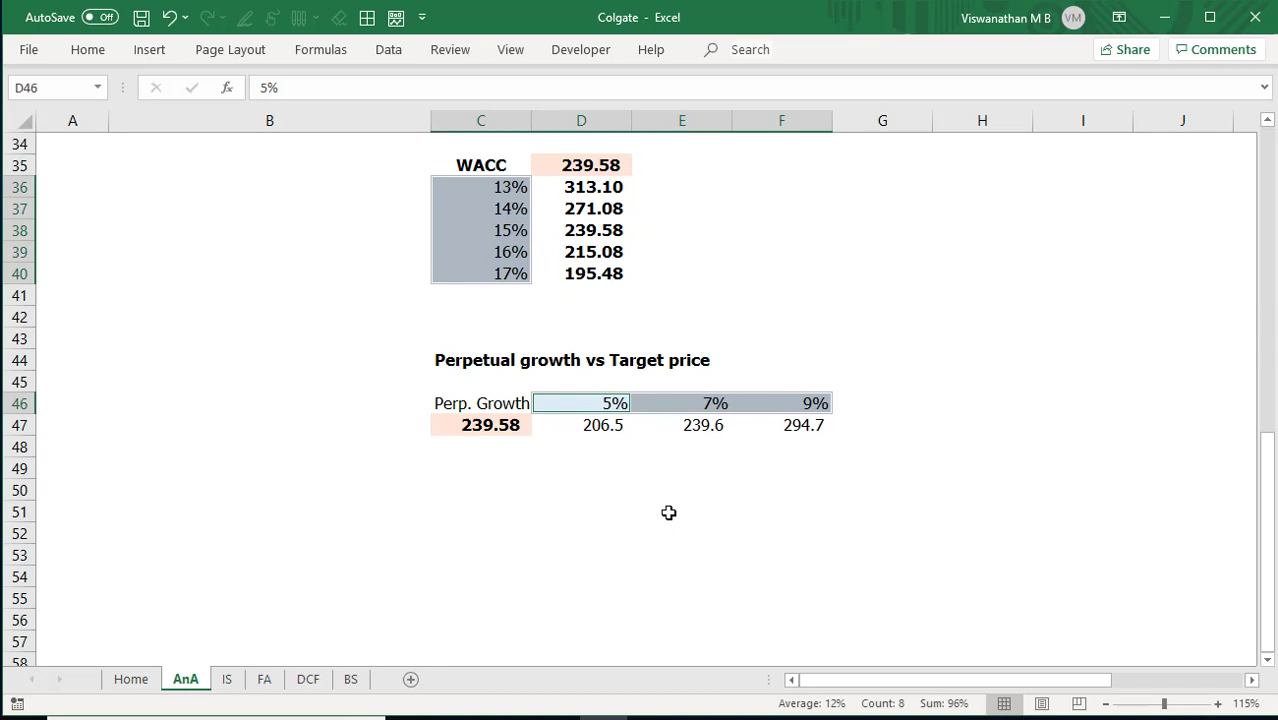 AutoSave Off Colgate - Excel Viswanathan M B VM
File Home Insert Page Layout Formulas Data Review View Developer Help Search Share Comments
D46 fx 5%
A B C D E F G H I J
34
35 WACC 239.58
36 13% 313.10
37 14% 271.08
38 15% 239.58
39 16% 215.08
40 17% 195.48
41
42
43
44 Perpetual growth vs Target price
45
46 Perp. Growth 5% 7% 9%
47 239.58 206.5 239.6 294.7
48
49
50
51
52
53
54
55
56
57
58
Home AnA IS FA DCF BS
Average: 12% Count: 8 Sum: 96% 115%